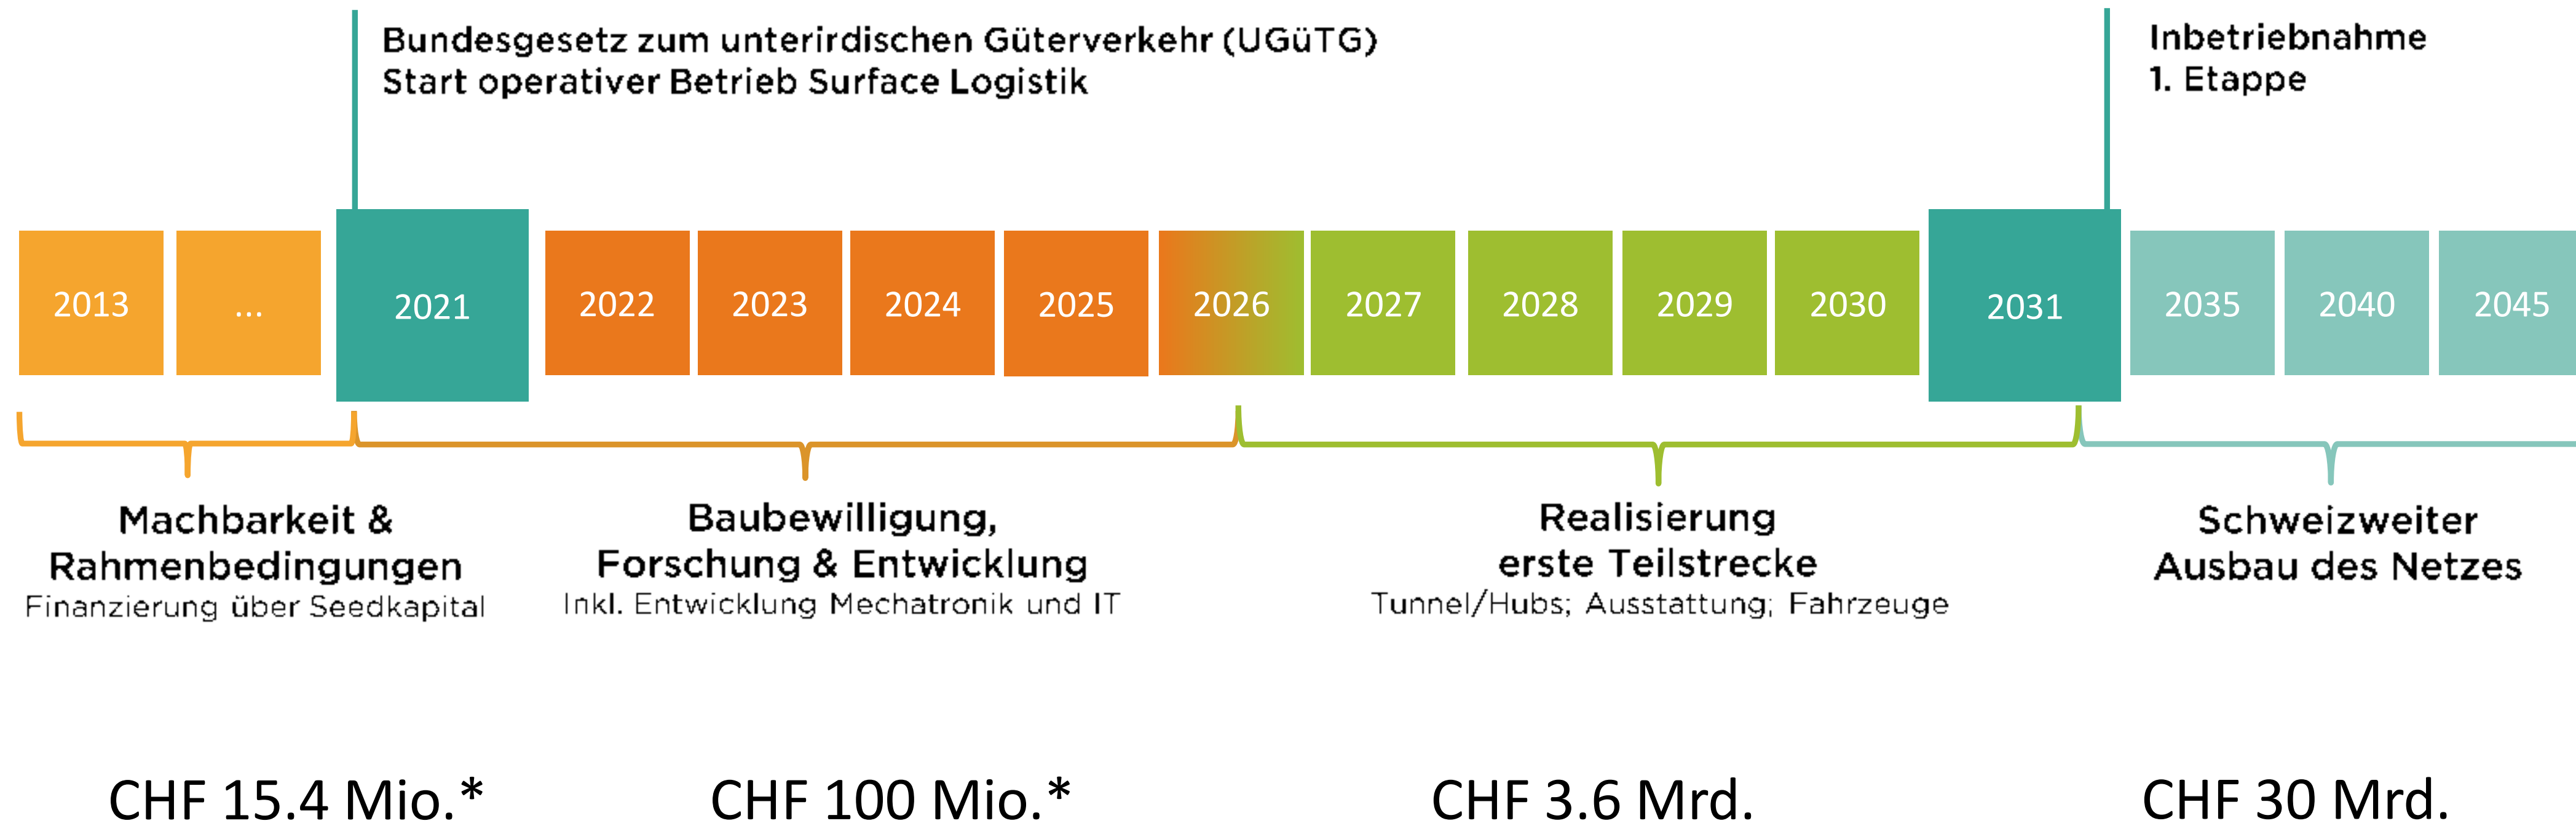 Bundesgesetz zum unterirdischen Güterverkehr (UGüTG)
Start operativer Betrieb Surface Logistik
Inbetriebnahme
1. Etappe
2013
...
2021
2022
2023
2024
2025
2026
2027
2028
2029
2030
2031
2035
2040
2045
Machbarkeit &
Rahmenbedingungen
Finanzierung über Seedkapital
Baubewilligung,
Forschung & Entwicklung
Inkl. Entwicklung Mechatronik und IT
Realisierung
erste Teilstrecke
Tunnel/Hubs; Ausstattung; Fahrzeuge
Schweizweiter
Ausbau des Netzes
CHF 15.4 Mio.*
CHF 100 Mio.*
CHF 3.6 Mrd.
CHF 30 Mrd.